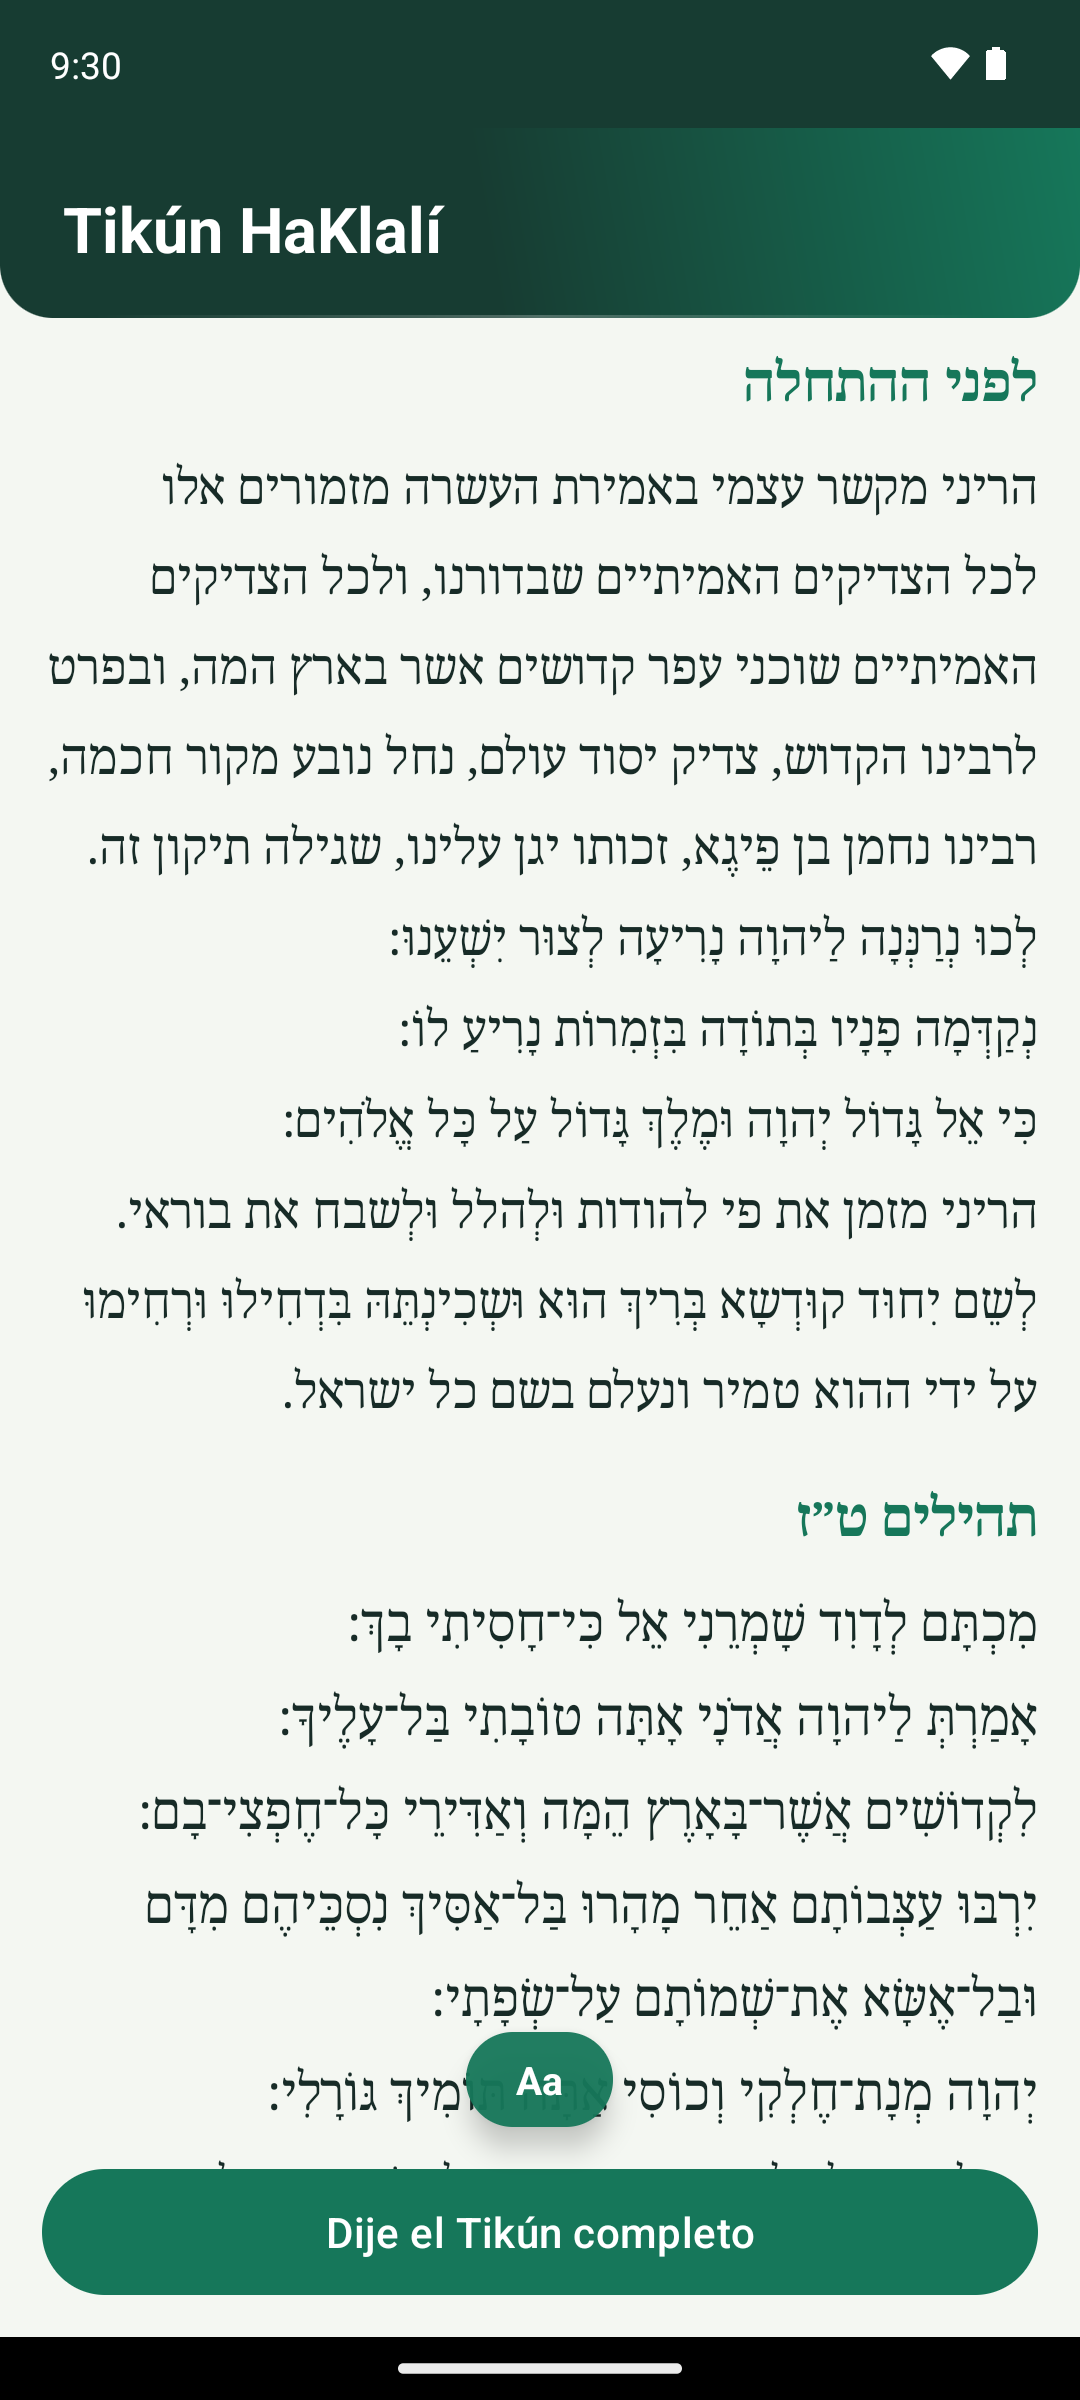 9:30
Tikún HaKlalí
לפני ההתחלה
הריני מקשר עצמי באמירת העשרה מזמורים אלו
לכל הצדיקים האמיתיים שבדורנו, ולכל הצדיקים
האמיתיים שוכני עפר קדושים אשר בארץ המה, ובפרט
לרבינו הקדוש, צדיק יסוד עולם, נחל נובע מקור חכמה,
רבינו נחמן בן פֵיגֶא, זכותו יגן עלינו, שגילה תיקון זה.
לְכוּ נְרַנְּנָה לַיהוָה נָרִיעָה לְצוּר יִשְׁעֵנוּ:
נְקַדְּמָה פָנָיו בְּתוֹדָה בִּזְמִרוֹת נָרִיעַ לוֹ:
כִּי אֵל גָּדוֹל יְהוָה וּמֶלֶךְ גָּדוֹל עַל כָּל אֱלֹהִים:
הריני מזמן את פי להודות וּלְהלל וּלְשבח את בוראי.
לְשֵׁם יִחוּד קוּדְשָׁא בְּרִיךְ הוּא וּשְׁכִינְתֵּהּ בִּדְחִילוּ וּרְחִימוּ
על ידי ההוא טמיר ונעלם בשם כל ישראל.
תהילים ט״ז
מִכְתָּם לְדָוִד שָׁמְרֵנִי אֵל כִּי־חָסִיתִי בָךְ:
אָמַרְתְּ לַיהוָה אֲדֹנָי אָתָּה טוֹבָתִי בַּל־עָלֶיךָ:
לִקְדוֹשִׁים אֲשֶׁר־בָּאָרֶץ הֵמָּה וְאַדִּירֵי כָּל־חֶפְצִי־בָם:
יִרְבּוּ עַצְּבוֹתָם אַחֵר מָהָרוּ בַּל־אַסִּיךְ נִסְכֵּיהֶם מִדָּם
וּבַל־אֶשָּׂא אֶת־שְׁמוֹתָם עַל־שְׂפָתָי:
יְהוָה מְנָת־חֶלְקִי וְכוֹסִי אַתָּה תּוֹמִיךְ גּוֹרָלִי:
Aa
Dije el Tikún completo